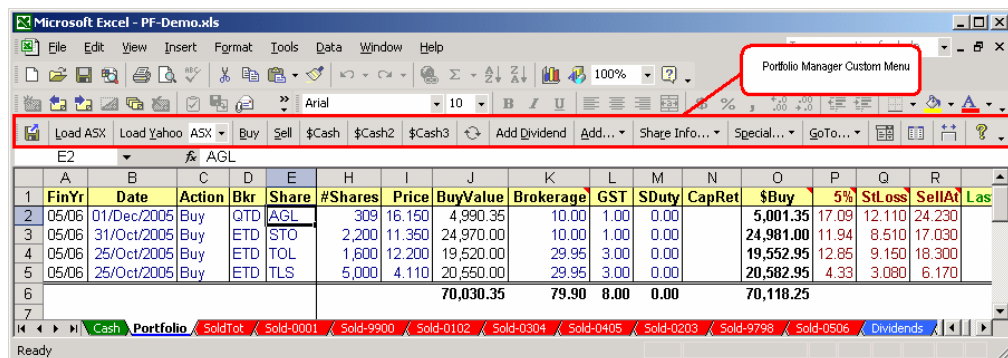 Microsoft Excel - PF-Demo.xls
File Edit View Insert Format Tools Data Window Help
Portfolio Manager Custom Menu
100%
Arial 10 B I U $ % ,
Load ASX Load Yahoo ASX Buy Sell $Cash $Cash2 $Cash3 Add Dividend Add... Share Info... Special... GoTo... ?
E2 fx AGL
A B C D E H I J K L M N O P Q R
1 FinYr Date Action Bkr Share #Shares Price BuyValue Brokerage GST SDuty CapRet $Buy 5% StLoss SellAt Las
2 05/06 01/Dec/2005 Buy QTD AGL 309 16.150 4,990.35 10.00 1.00 0.00 5,001.35 17.09 12.110 24.230
3 05/06 31/Oct/2005 Buy ETD STO 2,200 11.350 24,970.00 10.00 1.00 0.00 24,981.00 11.94 8.510 17.030
4 05/06 25/Oct/2005 Buy ETD TOL 1,600 12.200 19,520.00 29.95 3.00 0.00 19,552.95 12.85 9.150 18.300
5 05/06 25/Oct/2005 Buy ETD TLS 5,000 4.110 20,550.00 29.95 3.00 0.00 20,582.95 4.33 3.080 6.170
6 70,030.35 79.90 8.00 0.00 70,118.25
7
Cash Portfolio SoldTot Sold-0001 Sold-9900 Sold-0102 Sold-0304 Sold-0405 Sold-0203 Sold-9798 Sold-0506 Dividends
Ready